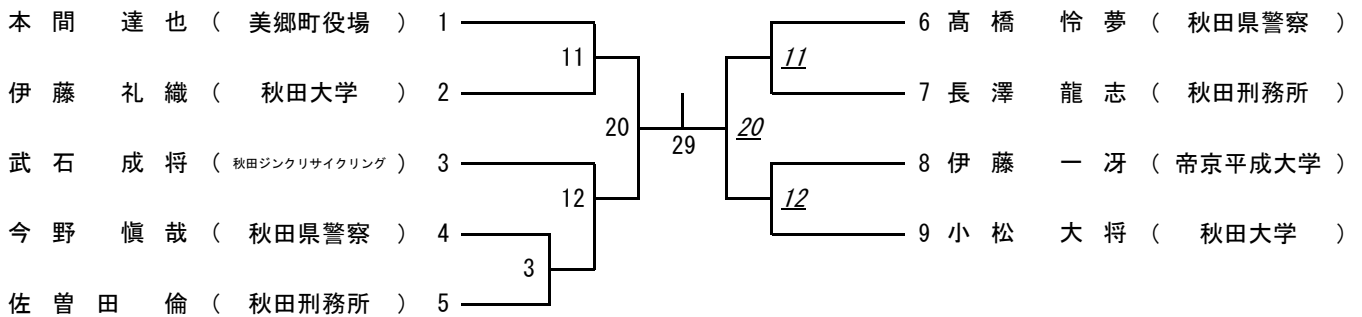 本間 達也 ( 美郷町役場 ) 1
11
伊藤 礼織 ( 秋田大学 ) 2
20
武石 成将 ( 秋田ジンクリサイクリング ) 3
12
今野 愼哉 ( 秋田県警察 ) 4
3
佐曽田 倫 ( 秋田刑務所 ) 5
29
6 髙橋 怜夢 ( 秋田県警察 )
11
7 長澤 龍志 ( 秋田刑務所 )
20
8 伊藤 一冴 ( 帝京平成大学 )
12
9 小松 大将 ( 秋田大学 )